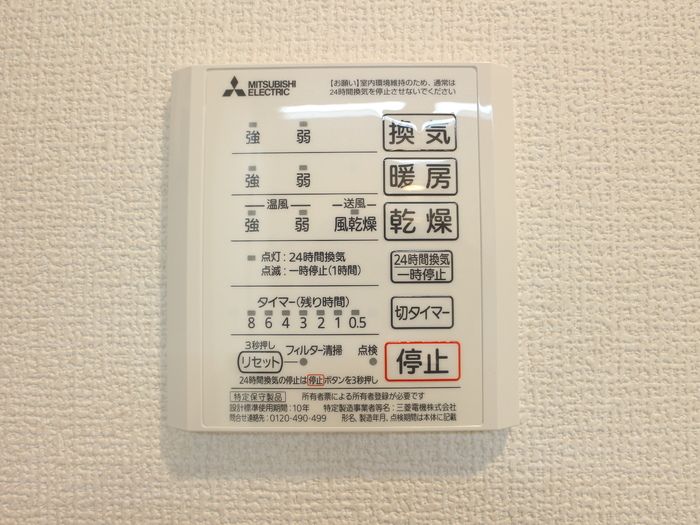 MITSUBISHI ELECTRIC
【お願い】室内環境維持のため、通常は
24時間換気を停止させないでください
強 弱 換気
強 弱 暖房
温風 送風
強 弱 風乾燥 乾燥
点灯:24時間換気
点滅:一時停止(1時間)
24時間換気
一時停止
タイマー(残り時間)
8 6 4 3 2 1 0.5
切タイマー
3秒押し
リセット フィルター清掃 点検
停止
24時間換気の停止は停止ボタンを3秒押し
特定保守製品 所有者票による所有者登録が必要です
設計標準使用期間:10年 特定製造事業者等名:三菱電機株式会社
問合せ連絡先:0120-490-499 形名、製造年月、点検期間は本体に記載